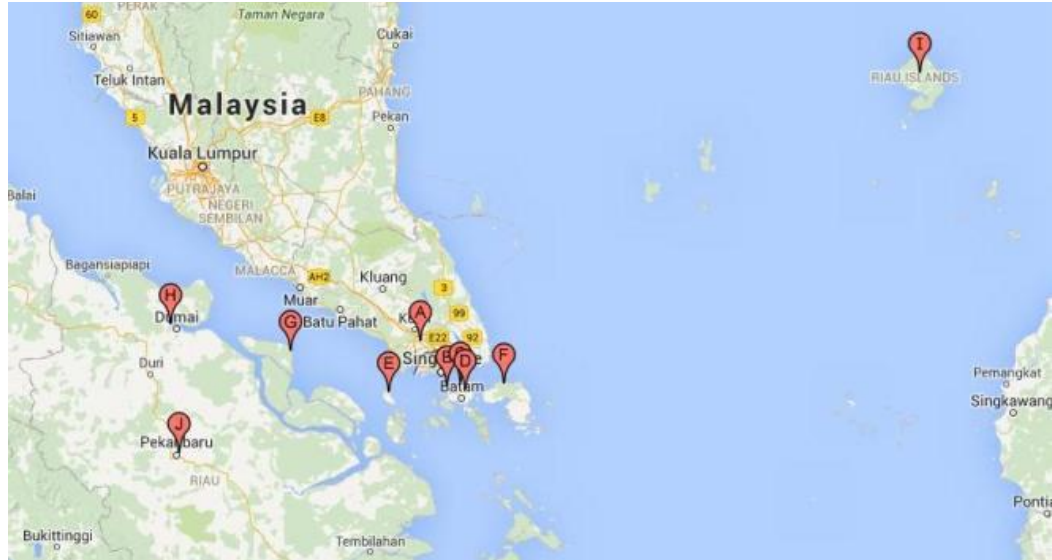 PERAK
Taman Negara
60
Sitiawan
Cukai
I
Teluk Intan
PAHANG
RIAU ISLANDS
Malaysia
5
E8
Pekan
Kuala Lumpur
PUTRAJAYA
NEGERI
SEMBILAN
Balai
Bagansiapiapi
MALACCA
AH2
Kluang
3
H
Muar
A
99
Dumai
G
Batu Pahat
E22
92
Duri
E
B
D
F
Batam
Pemangkat
Singkawang
J
Pekanbaru
RIAU
Bukittinggi
Tembilahan